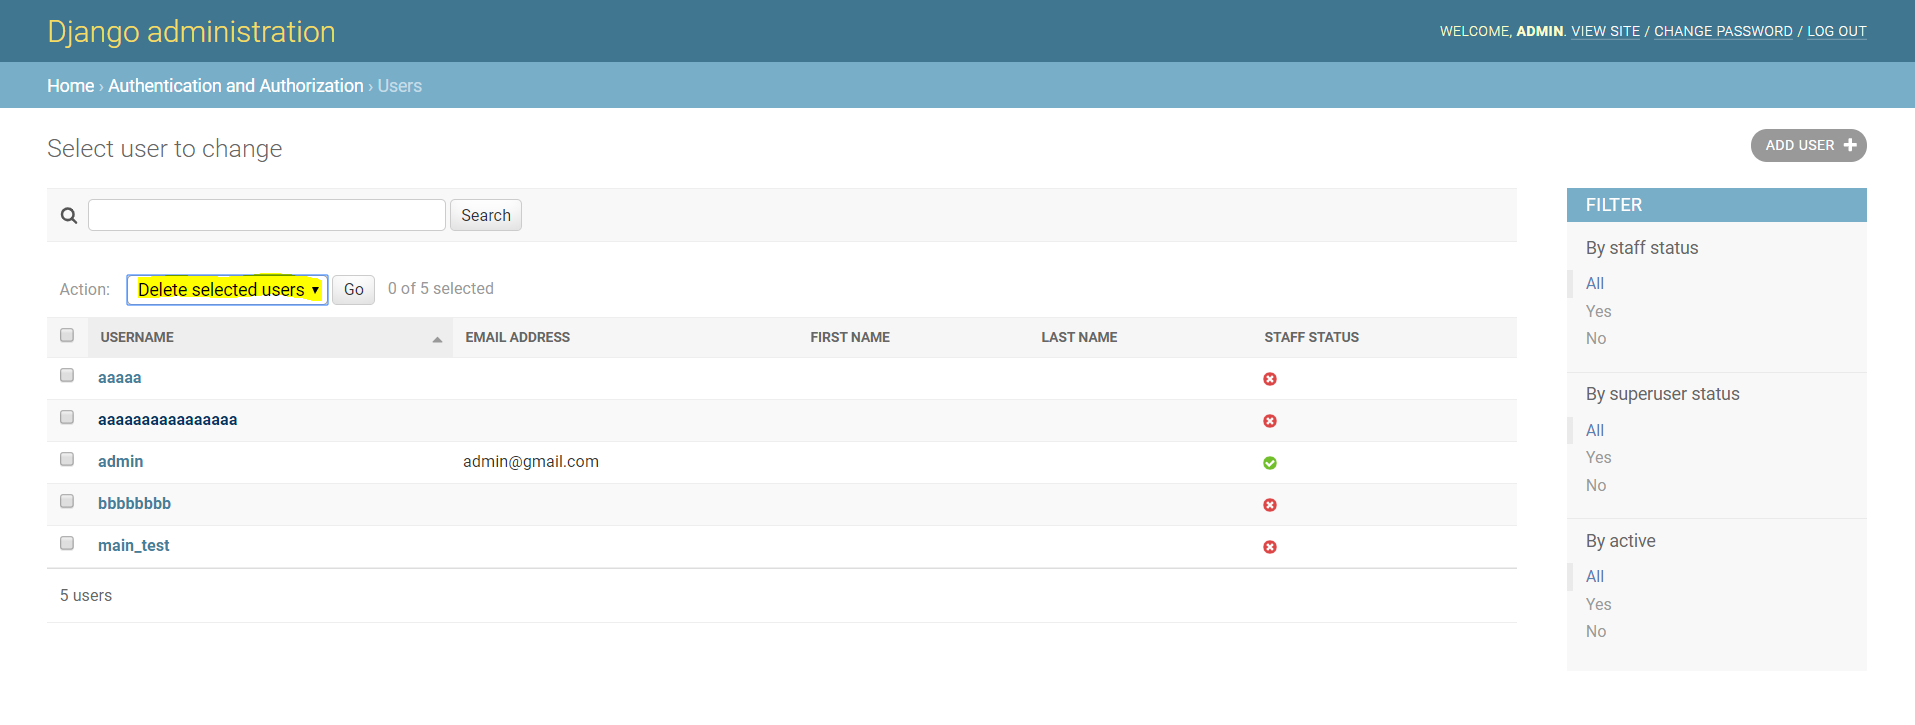 Django administration
WELCOME, ADMIN. VIEW SITE / CHANGE PASSWORD / LOG OUT
Home › Authentication and Authorization › Users
Select user to change
ADD USER
Search
Action: Delete selected users Go 0 of 5 selected
USERNAME EMAIL ADDRESS FIRST NAME LAST NAME STAFF STATUS
aaaaa
aaaaaaaaaaaaaaaa
admin admin@gmail.com
bbbbbbbb
main_test
5 users
FILTER
By staff status
All
Yes
No
By superuser status
All
Yes
No
By active
All
Yes
No